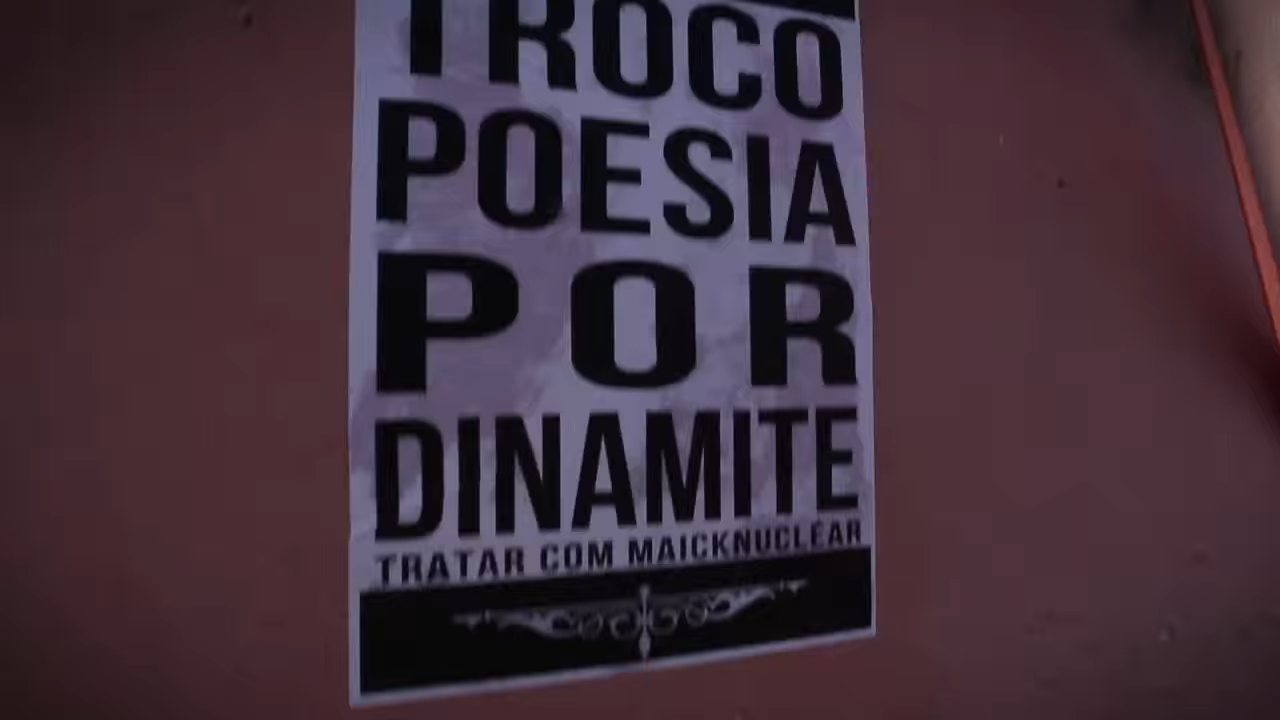 TROCO
POESIA
POR
DINAMITE
TRATAR COM MAICKNUCLEAR